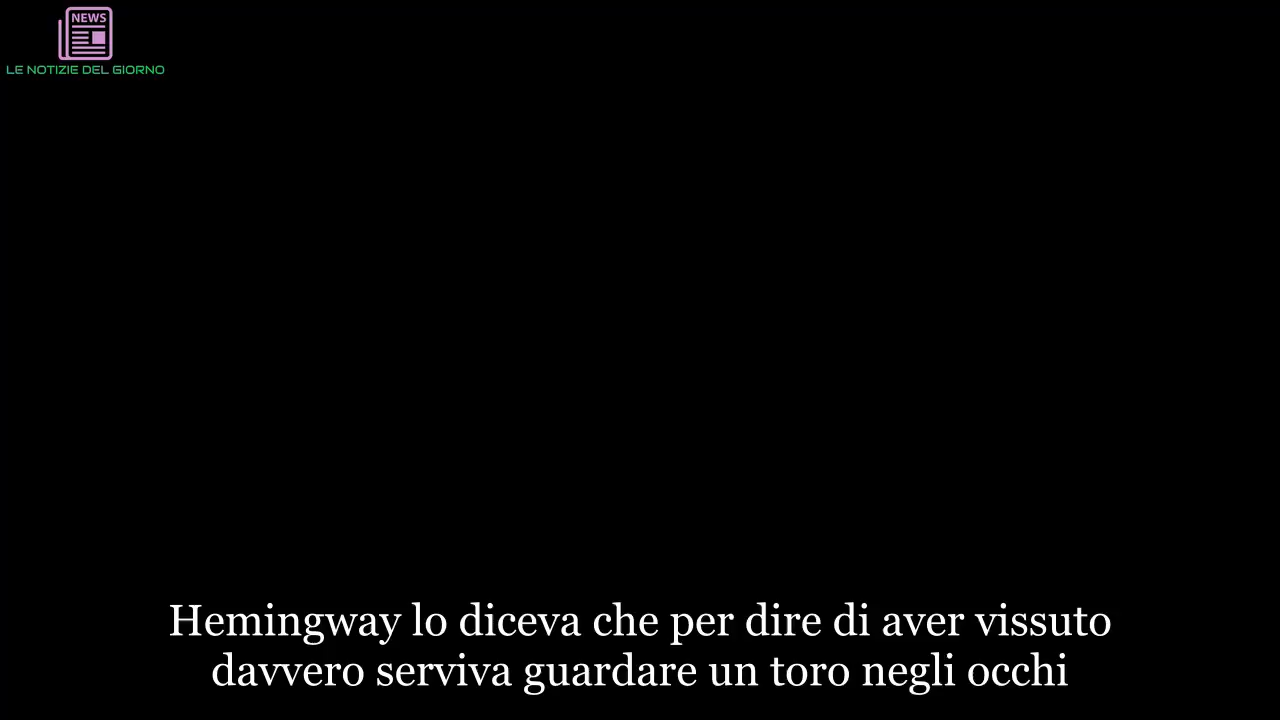 NEWS
LE NOTIZIE DEL GIORNO
Hemingway lo diceva che per dire di aver vissuto
davvero serviva guardare un toro negli occhi